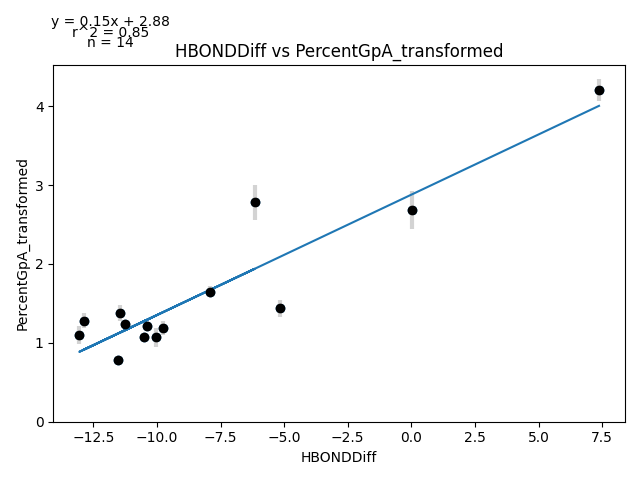 y = 0.15x + 2.88
r^2 = 0.85
n = 14
HBONDDiff vs PercentGpA_transformed
PercentGpA_transformed
4
3
2
1
0
−12.5 −10.0 −7.5 −5.0 −2.5 0.0 2.5 5.0 7.5
HBONDDiff